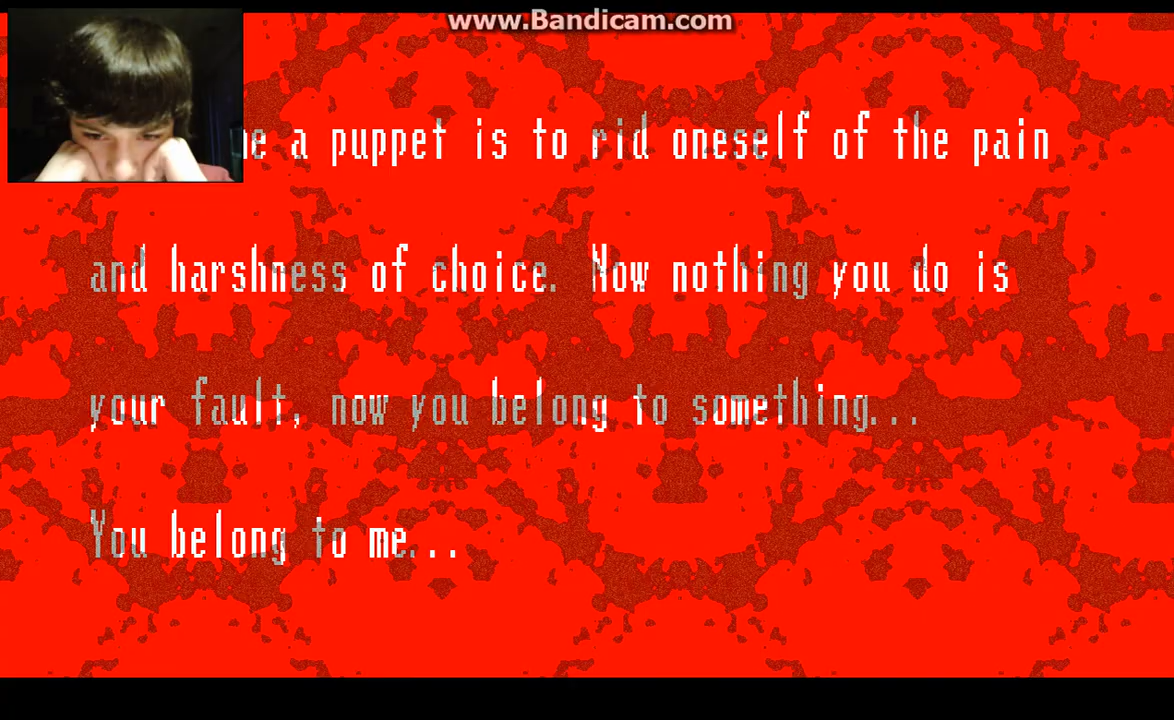 www.Bandicam.com
a puppet is to rid oneself of the pain
and harshness of choice. Now nothing you do is
your fault, now you belong to something...
You belong to me...